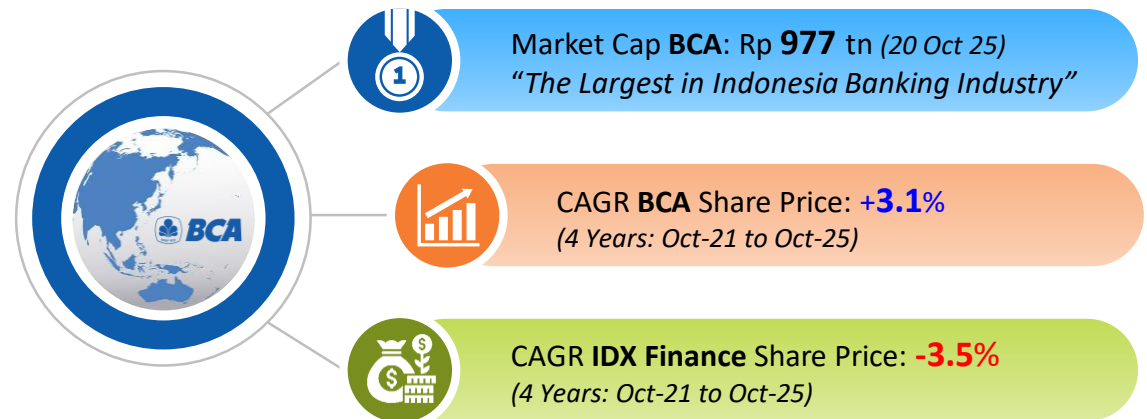 BCA
1
Market Cap BCA: Rp 977 tn (20 Oct 25)
“The Largest in Indonesia Banking Industry”
CAGR BCA Share Price: +3.1%
(4 Years: Oct-21 to Oct-25)
$
$
CAGR IDX Finance Share Price: -3.5%
(4 Years: Oct-21 to Oct-25)